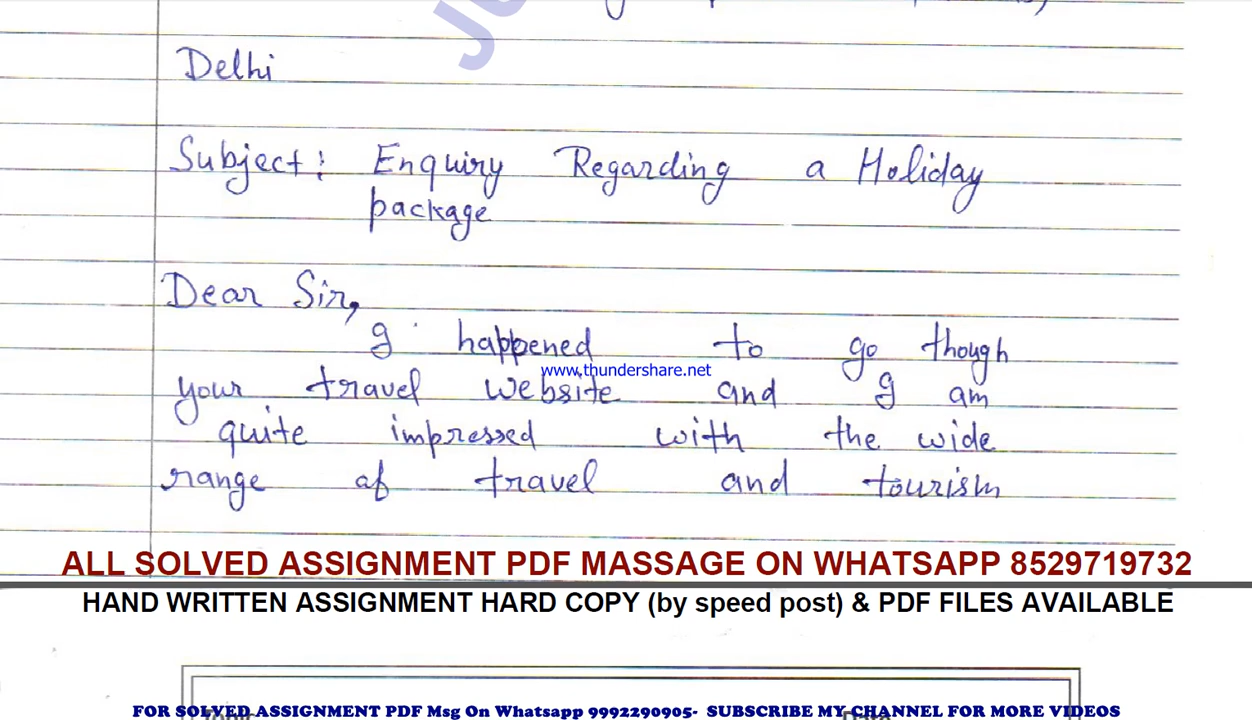 Delhi
Subject: Enquiry Regarding a Holiday
package
Dear Sir,
I happened to go though
www.thundershare.net
your travel website and I am
quite impressed with the wide
range of travel and tourism
ALL SOLVED ASSIGNMENT PDF MASSAGE ON WHATSAPP 8529719732
HAND WRITTEN ASSIGNMENT HARD COPY (by speed post) & PDF FILES AVAILABLE
FOR SOLVED ASSIGNMENT PDF Msg On Whatsapp 9992290905- SUBSCRIBE MY CHANNEL FOR MORE VIDEOS